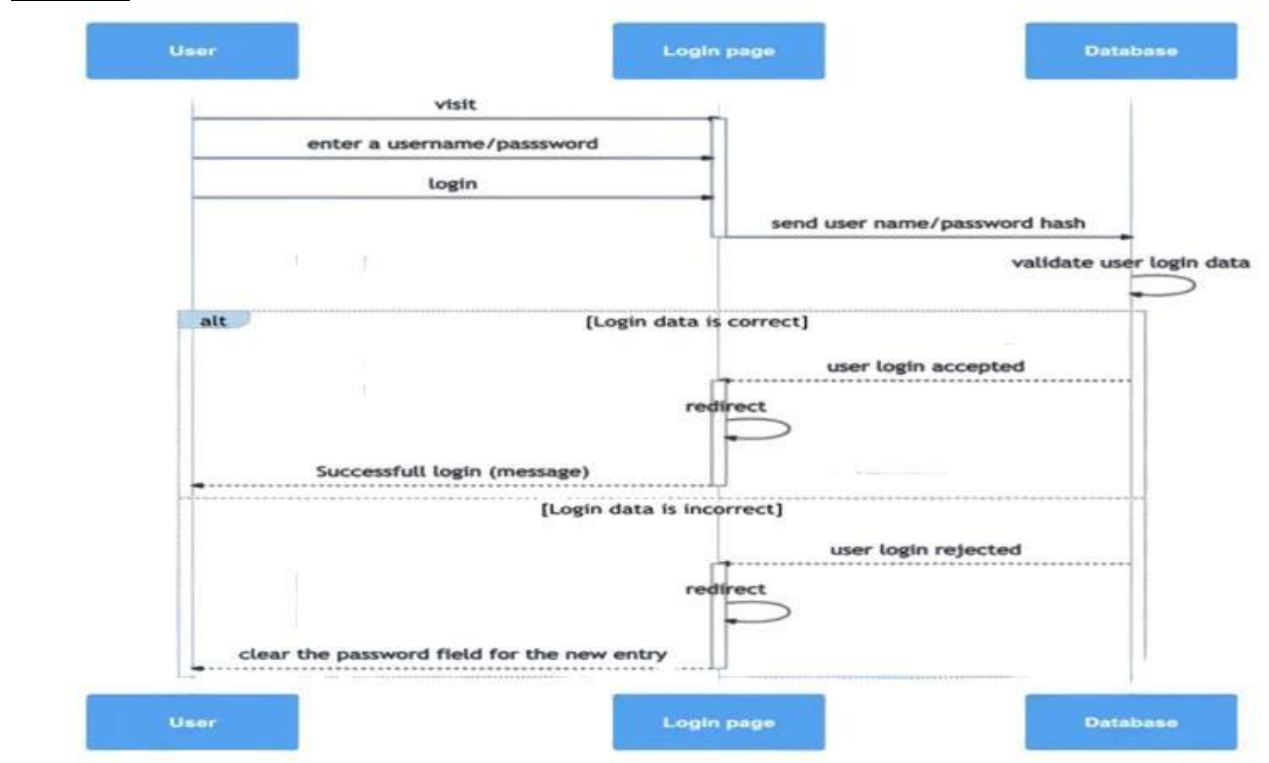 User
Login page
Database
visit
enter a username/passsword
login
send user name/password hash
validate user login data
alt
[Login data is correct]
user login accepted
redirect
Successfull login (message)
[Login data is incorrect]
user login rejected
redirect
clear the password field for the new entry
User
Login page
Database